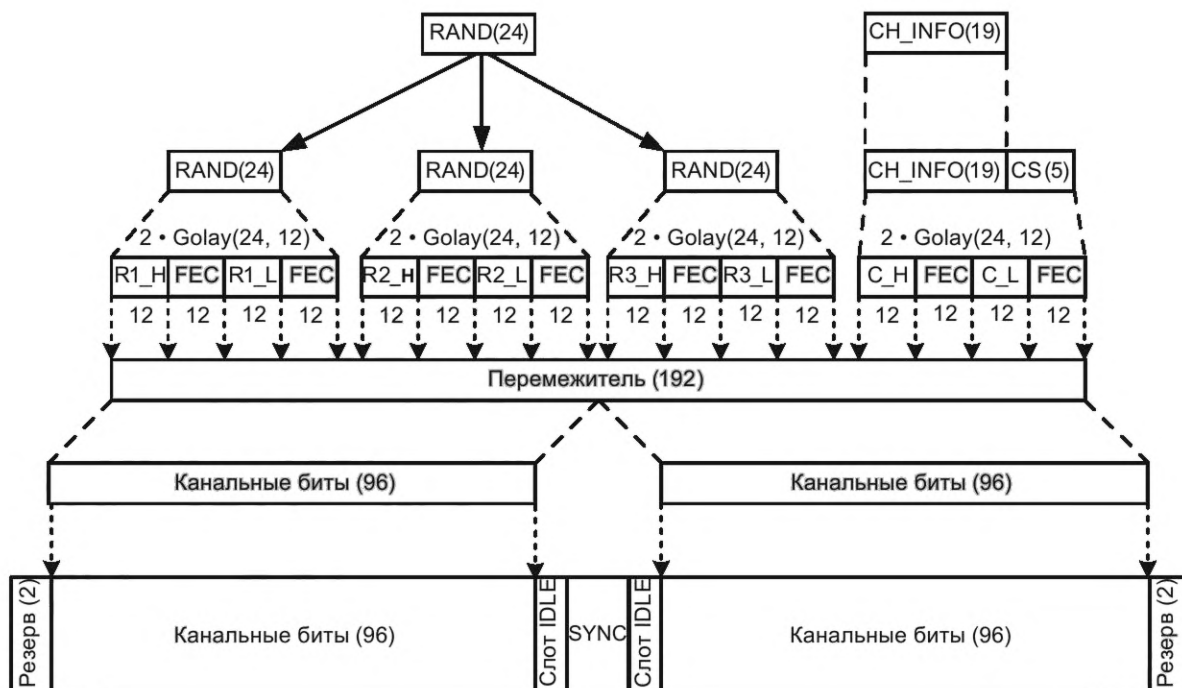 RAND(24) CH_INFO(19)
RAND(24) RAND(24) RAND(24) CH_INFO(19) CS(5)
2 • Golay(24, 12) 2 • Golay(24, 12) 2 • Golay(24, 12) 2 • Golay(24, 12)
R1_H FEC R1_L FEC R2_H FEC R2_L FEC R3_H FEC R3_L FEC C_H FEC C_L FEC
12 12 12 12 12 12 12 12 12 12 12 12 12 12 12 12
Перемежитель (192)
Канальные биты (96) Канальные биты (96)
Резерв (2) Канальные биты (96) Слот IDLE SYNC Слот IDLE Канальные биты (96) Резерв (2)